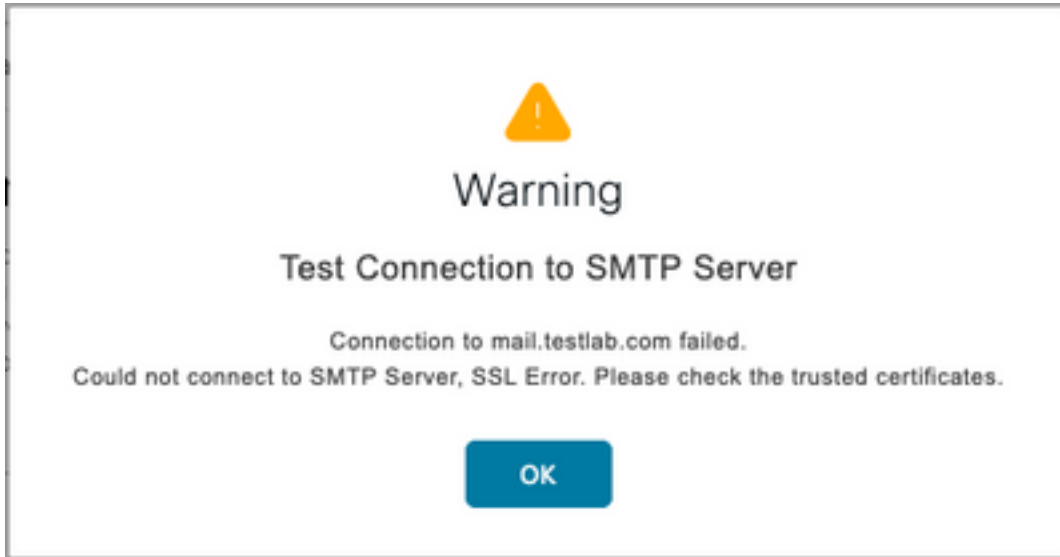 Warning
Test Connection to SMTP Server
Connection to mail.testlab.com failed.
Could not connect to SMTP Server, SSL Error. Please check the trusted certificates.
OK